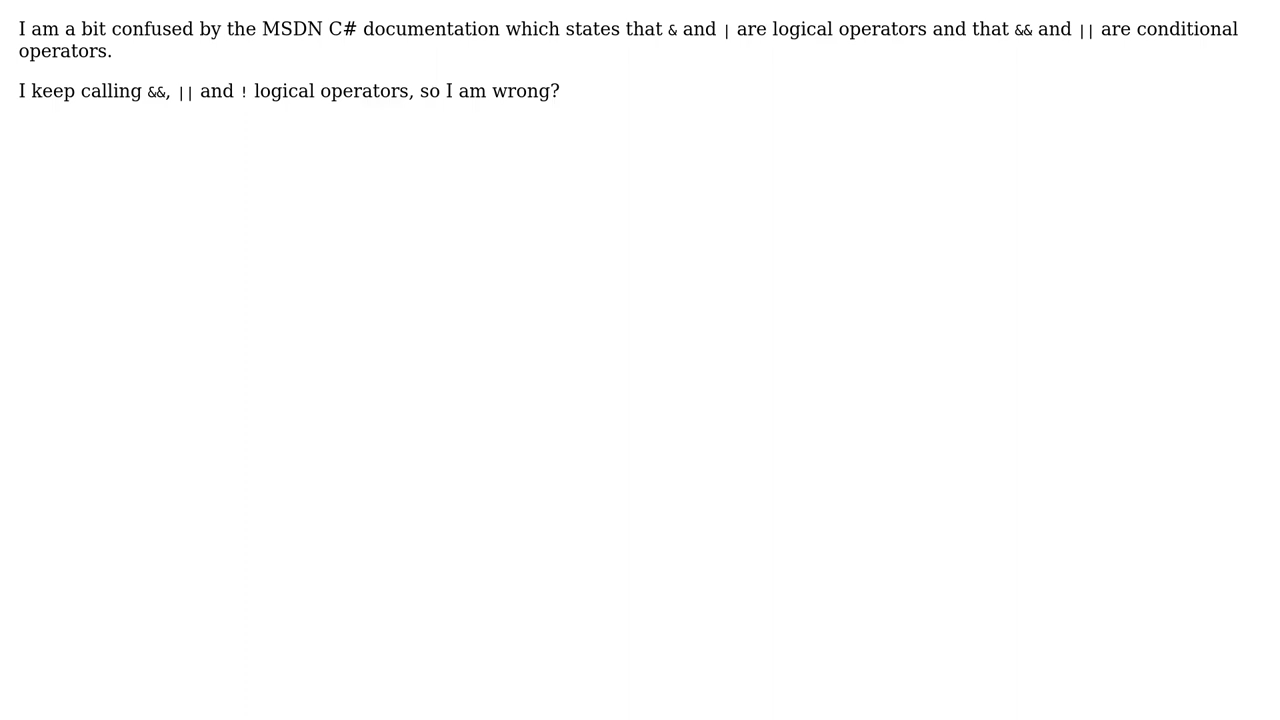 I am a bit confused by the MSDN C# documentation which states that & and | are logical operators and that && and || are conditional
operators.
I keep calling &&, || and ! logical operators, so I am wrong?